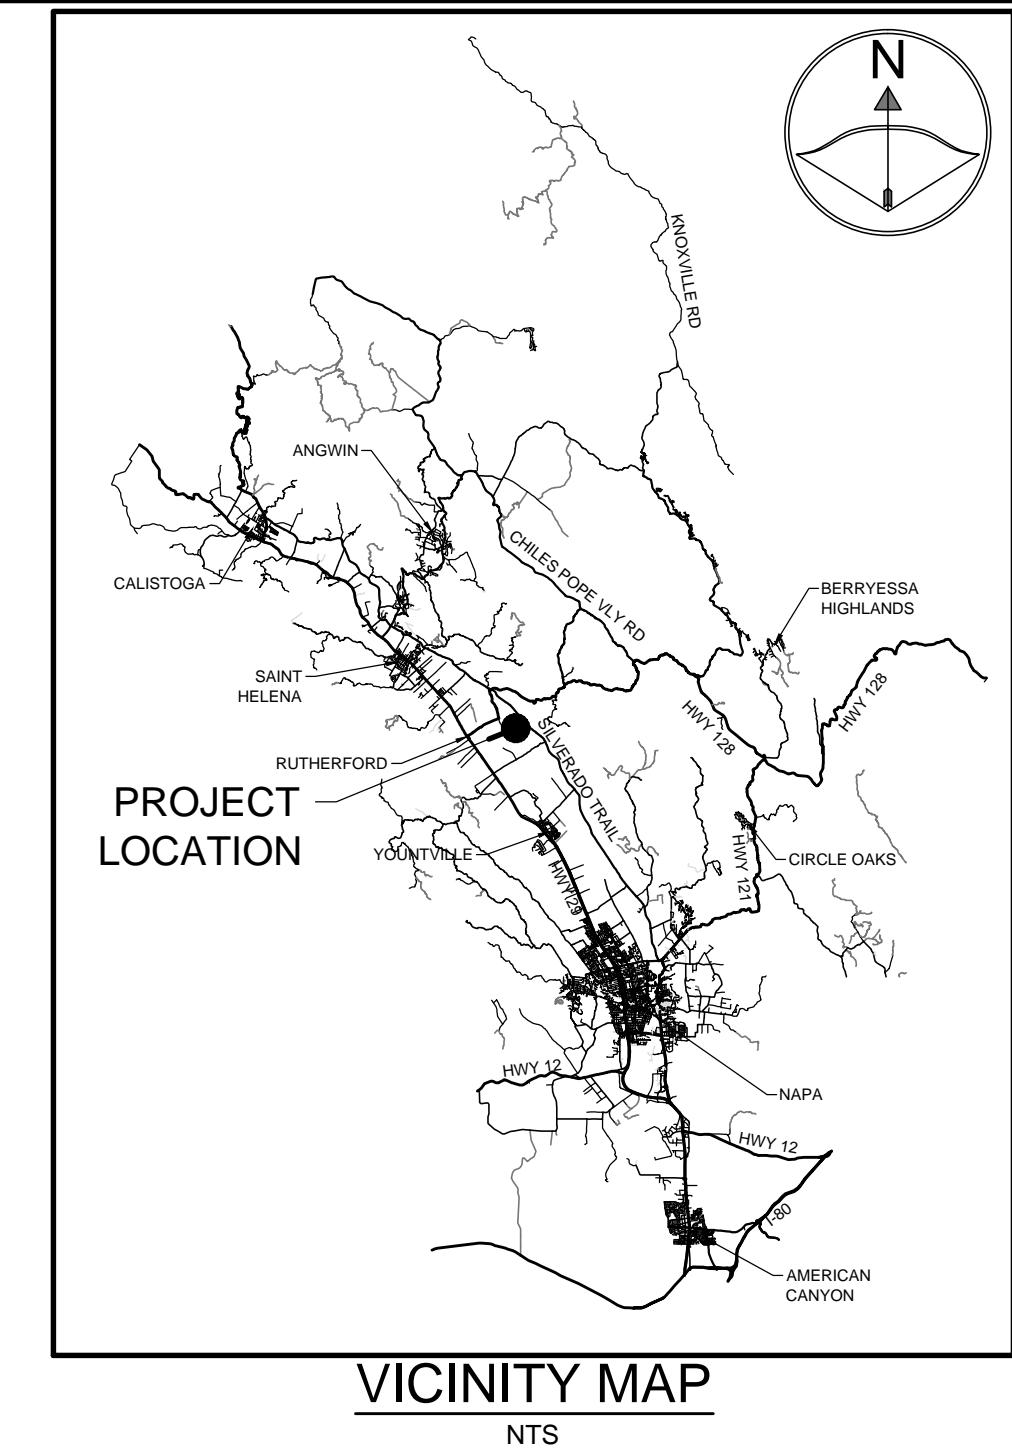 N
KNOXVILLE RD
ANGWIN
CHILES POPE VLY RD
CALISTOGA
BERRYESSA
HIGHLANDS
SAINT
HELENA
HWY 128
HWY 128
SILVERADO TRAIL
RUTHERFORD
PROJECT
LOCATION
YOUNTVILLE
HWY 29
HWY 121
CIRCLE OAKS
HWY 12
NAPA
HWY 12
I-80
AMERICAN
CANYON
VICINITY MAP
NTS